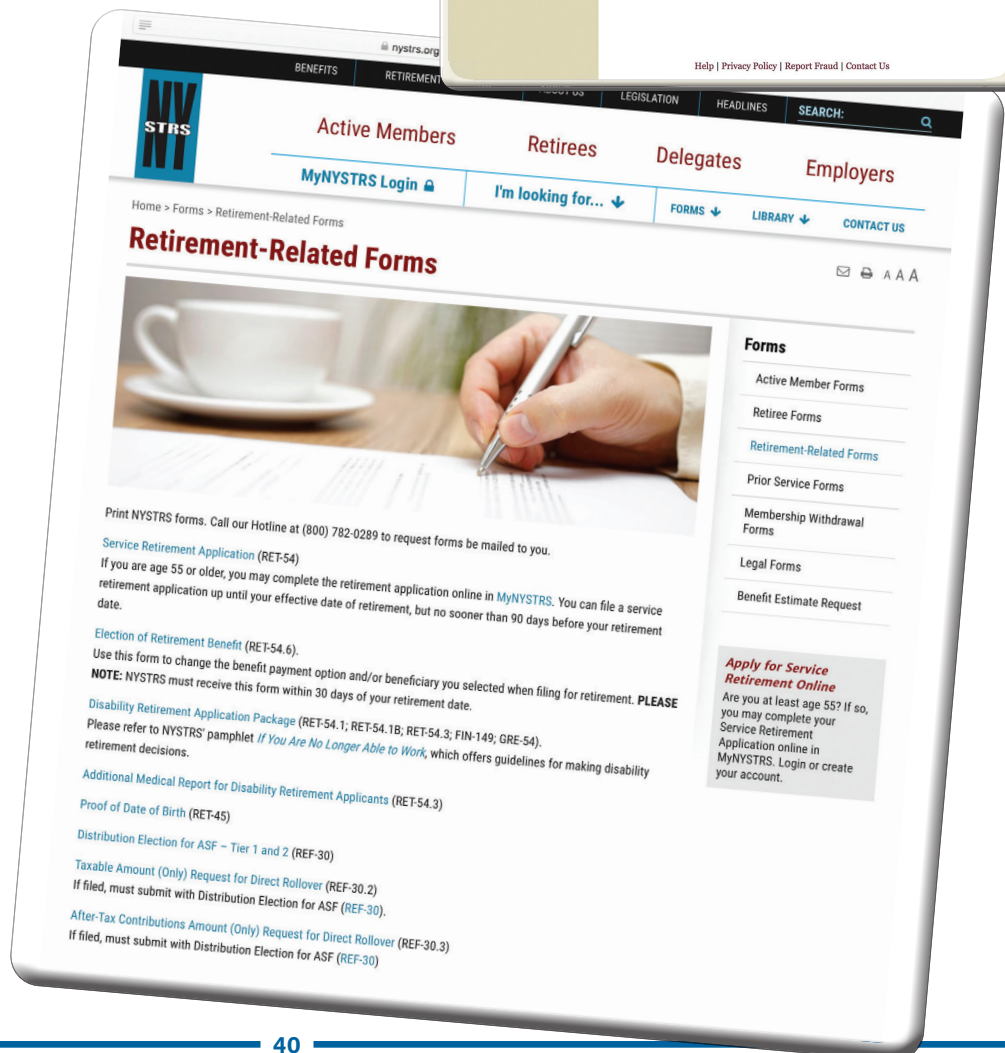 Help | Privacy Policy | Report Fraud | Contact Us
nystrs.org
BENEFITS
RETIREMENT
ABOUT US
LEGISLATION
HEADLINES
SEARCH:
NY
STRS
NY
Active Members
Retirees
Delegates
Employers
MyNYSTRS Login
I'm looking for...
FORMS
LIBRARY
CONTACT US
Home > Forms > Retirement-Related Forms
Retirement-Related Forms
A A A
Print NYSTRS forms. Call our Hotline at (800) 782-0289 to request forms be mailed to you.
Service Retirement Application (RET-54)
If you are age 55 or older, you may complete the retirement application online in MyNYSTRS. You can file a service
retirement application up until your effective date of retirement, but no sooner than 90 days before your retirement
date.
Election of Retirement Benefit (RET-54.6).
Use this form to change the benefit payment option and/or beneficiary you selected when filing for retirement. PLEASE
NOTE: NYSTRS must receive this form within 30 days of your retirement date.
Disability Retirement Application Package (RET-54.1; RET-54.1B; RET-54.3; FIN-149; GRE-54).
Please refer to NYSTRS' pamphlet If You Are No Longer Able to Work, which offers guidelines for making disability
retirement decisions.
Additional Medical Report for Disability Retirement Applicants (RET-54.3)
Proof of Date of Birth (RET-45)
Distribution Election for ASF – Tier 1 and 2 (REF-30)
Taxable Amount (Only) Request for Direct Rollover (REF-30.2)
If filed, must submit with Distribution Election for ASF (REF-30).
After-Tax Contributions Amount (Only) Request for Direct Rollover (REF-30.3)
If filed, must submit with Distribution Election for ASF (REF-30)
Forms
Active Member Forms
Retiree Forms
Retirement-Related Forms
Prior Service Forms
Membership Withdrawal
Forms
Legal Forms
Benefit Estimate Request
Apply for Service
Retirement Online
Are you at least age 55? If so,
you may complete your
Service Retirement
Application online in
MyNYSTRS. Login or create
your account.
40